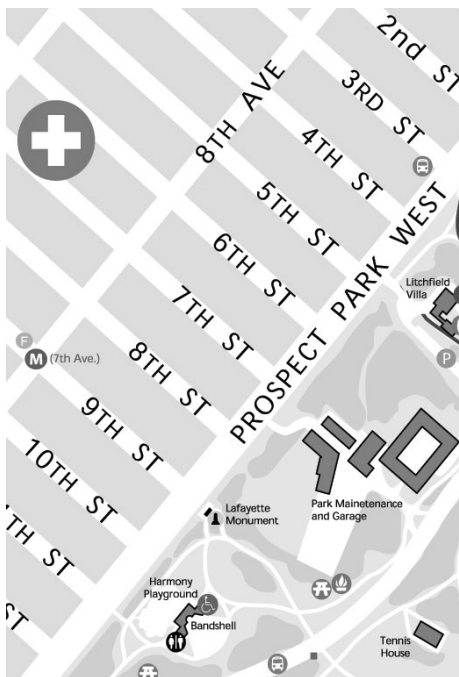 2nd ST
3RD ST
8TH AVE
4TH ST
5TH ST
PROSPECT PARK WEST
6TH ST
Litchfield
Villa
7TH ST
F
M (7th Ave.)
P
8TH ST
9TH ST
10TH ST
Park Mainetenance
and Garage
Lafayette
Monument
Harmony
Playground
Bandshell
Tennis
House
ST